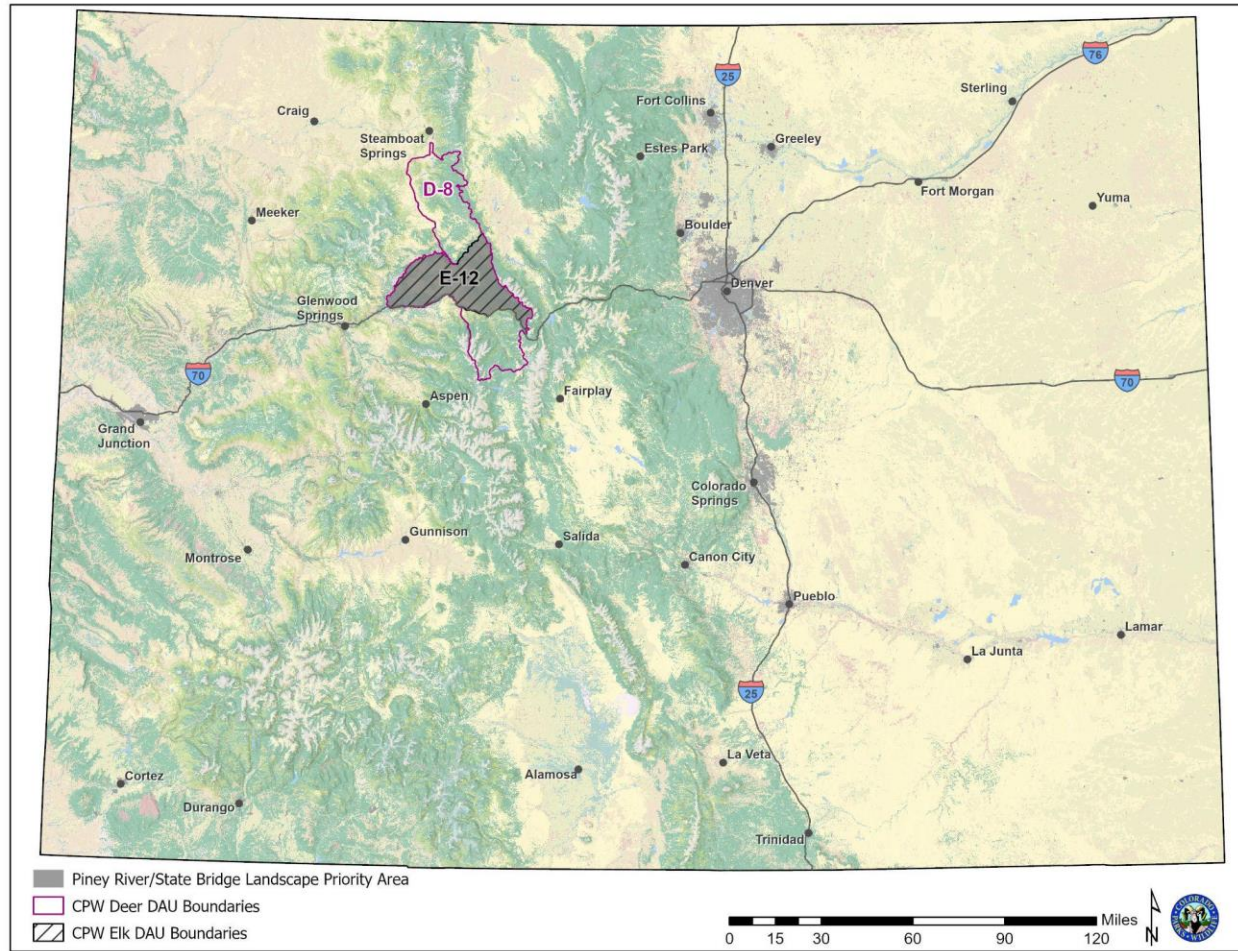 76
25
Sterling
Fort Collins
Craig
Greeley
Steamboat
Springs
Estes Park
D-8
Fort Morgan
Yuma
Meeker
Boulder
E-12
Denver
Glenwood
Springs
70
70
Aspen
Fairplay
Grand
Junction
Colorado
Springs
Gunnison
Salida
Montrose
Canon City
Pueblo
Lamar
La Junta
25
La Veta
Cortez
Alamosa
Durango
Trinidad
Piney River/State Bridge Landscape Priority Area
CPW Deer DAU Boundaries
CPW Elk DAU Boundaries
Miles
0 15 30 60 90 120
N
COLORADO
PARKS
WILDLIFE